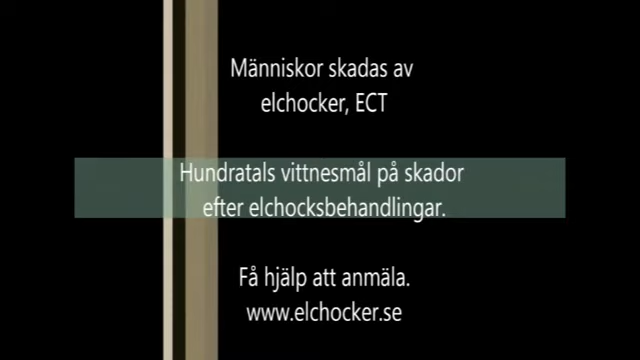 Människor skadas av
elchocker, ECT
Hundratals vittnesmål på skador
efter elchocksbehandlingar.
Få hjälp att anmäla.
www.elchocker.se